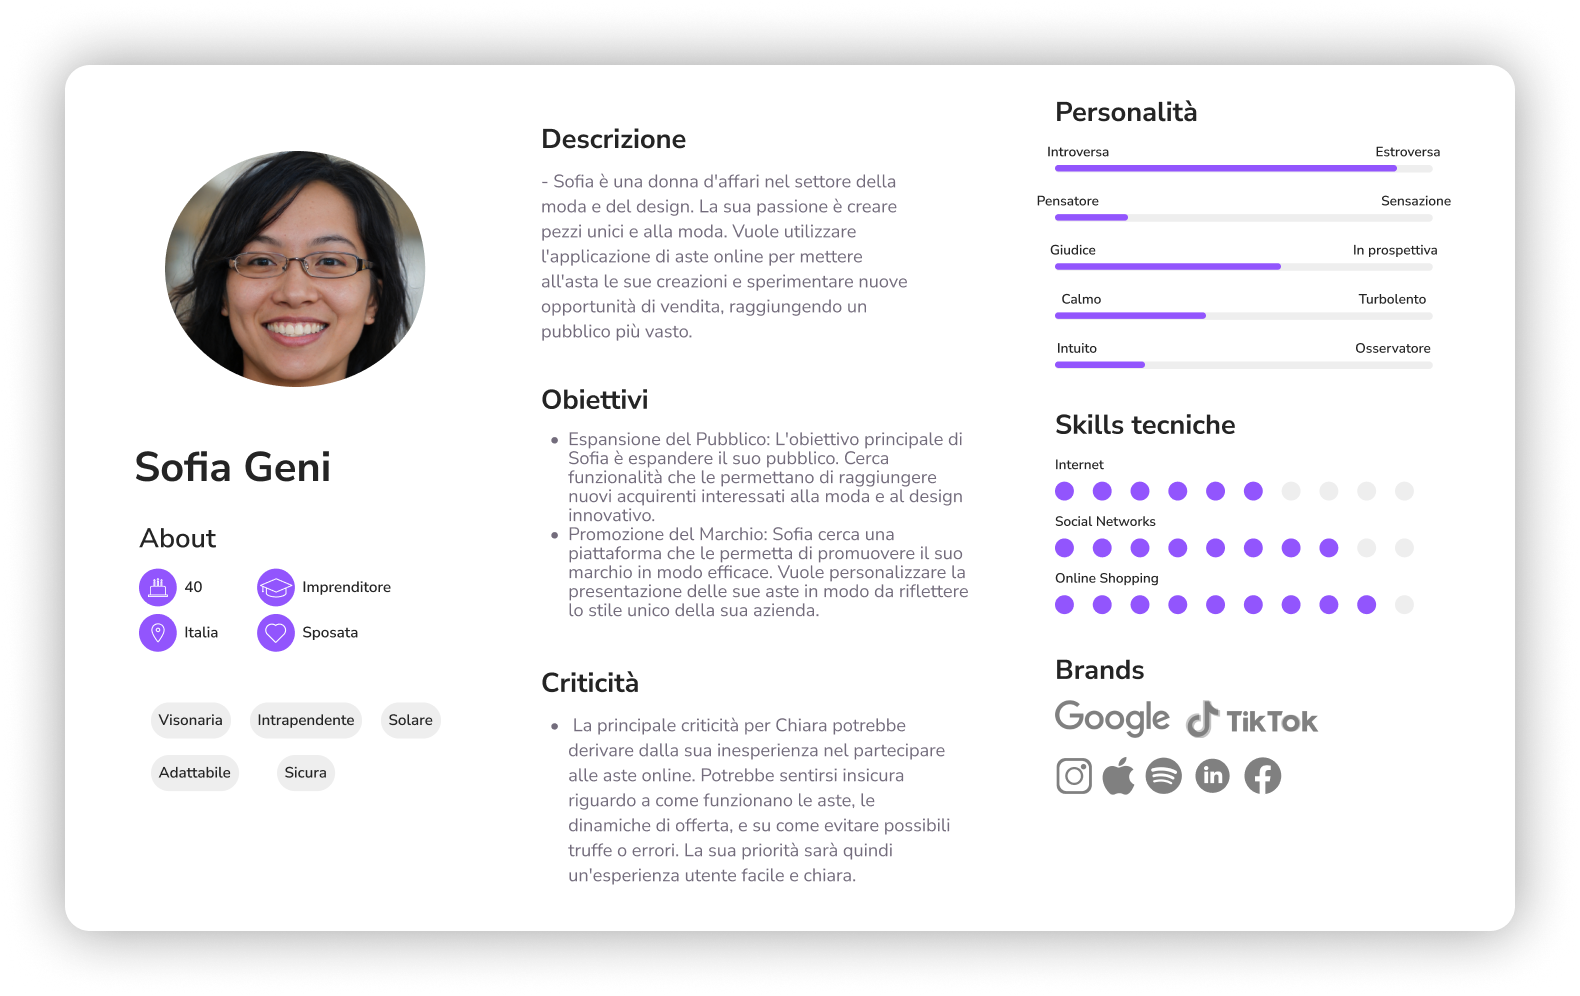 Sofia Geni
About
40
Imprenditore
Italia
Sposata
Visonaria
Intrapendente
Solare
Adattabile
Sicura
Descrizione
- Sofia è una donna d'affari nel settore della
moda e del design. La sua passione è creare
pezzi unici e alla moda. Vuole utilizzare
l'applicazione di aste online per mettere
all'asta le sue creazioni e sperimentare nuove
opportunità di vendita, raggiungendo un
pubblico più vasto.
Obiettivi
• Espansione del Pubblico: L'obiettivo principale di
Sofia è espandere il suo pubblico. Cerca
funzionalità che le permettano di raggiungere
nuovi acquirenti interessati alla moda e al design
innovativo.
• Promozione del Marchio: Sofia cerca una
piattaforma che le permetta di promuovere il suo
marchio in modo efficace. Vuole personalizzare la
presentazione delle sue aste in modo da riflettere
lo stile unico della sua azienda.
Criticità
• La principale criticità per Chiara potrebbe
derivare dalla sua inesperienza nel partecipare
alle aste online. Potrebbe sentirsi insicura
riguardo a come funzionano le aste, le
dinamiche di offerta, e su come evitare possibili
truffe o errori. La sua priorità sarà quindi
un'esperienza utente facile e chiara.
Personalità
Introversa Estroversa
Pensatore Sensazione
Giudice In prospettiva
Calmo Turbolento
Intuito Osservatore
Skills tecniche
Internet
Social Networks
Online Shopping
Brands
Google TikTok
in